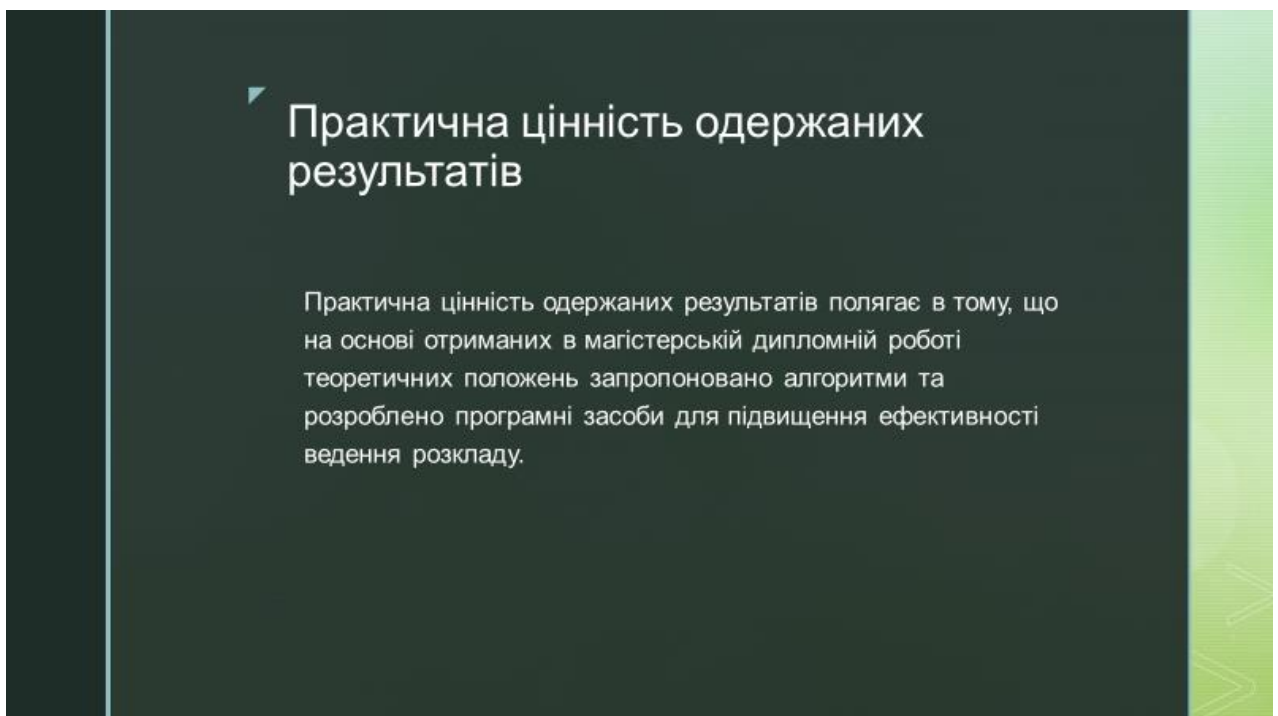 Практична цінність одержаних
результатів
Практична цінність одержаних результатів полягає в тому, що
на основі отриманих в магістерській дипломній роботі
теоретичних положень запропоновано алгоритми та
розроблено програмні засоби для підвищення ефективності
ведення розкладу.